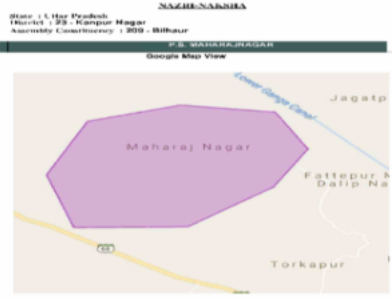 NAZRI-NAKSHA
State : Uttar Pradesh
District : 23 - Kanpur Nagar
Assembly Constituency : 209 - Bilhaur
P.S. MAHARAJNAGAR
Google Map View
Lower Ganga Canal
Jagatp
Maharaj Nagar
Fattepur
Dalip Na
Torkapur